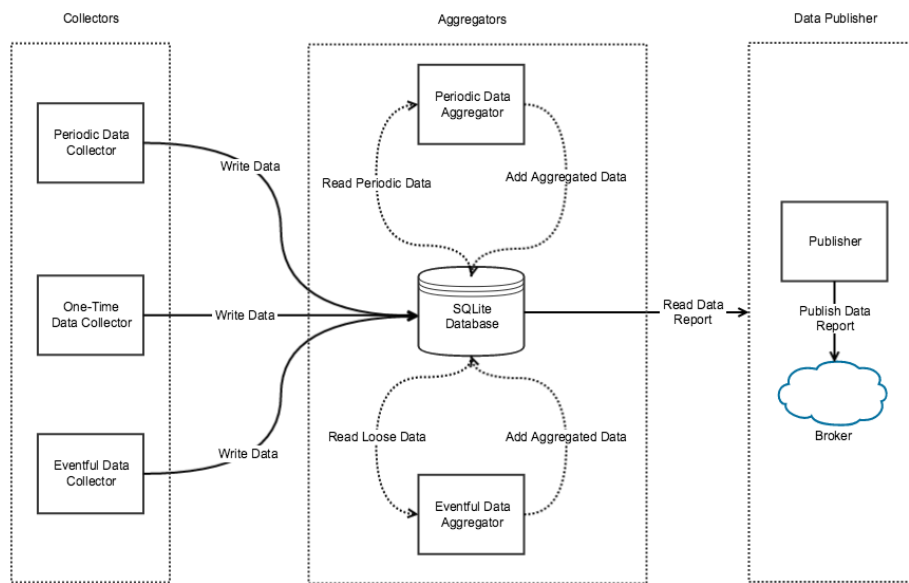 Collectors
Aggregators
Data Publisher
Periodic Data
Collector
Write Data
Periodic Data
Aggregator
Read Periodic Data
Add Aggregated Data
Publisher
One-Time
Data Collector
Write Data
SQLite
Database
Read Data
Report
Publish Data
Report
Broker
Eventful Data
Collector
Write Data
Read Loose Data
Add Aggregated Data
Eventful Data
Aggregator